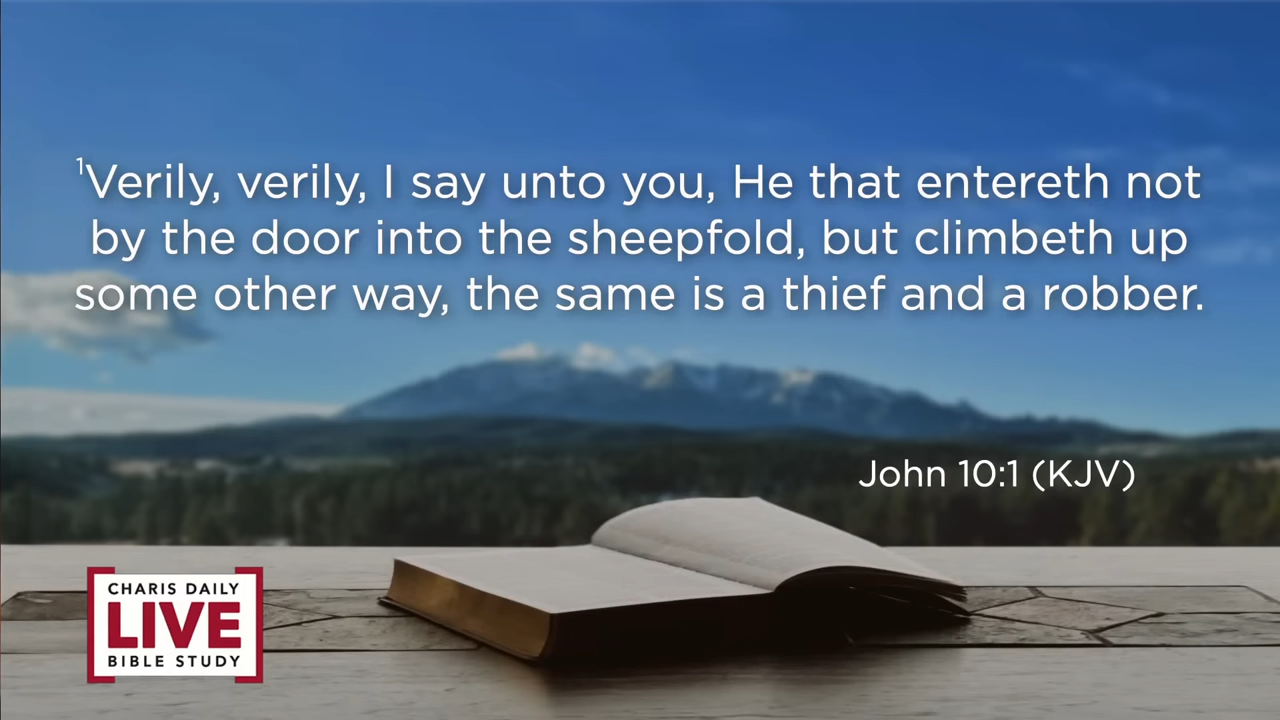 ¹Verily, verily, I say unto you, He that entereth not
by the door into the sheepfold, but climbeth up
some other way, the same is a thief and a robber.
John 10:1 (KJV)
CHARIS DAILY
LIVE
BIBLE STUDY